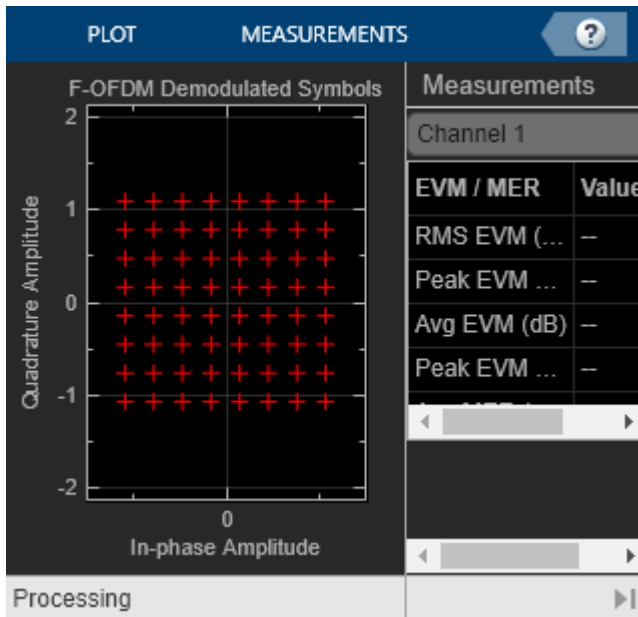 PLOT MEASUREMENTS ?
F-OFDM Demodulated Symbols
2
1
0
-1
-2
Quadrature Amplitude
0
In-phase Amplitude
Measurements
Channel 1
EVM / MER Value
RMS EVM (... --
Peak EVM ... --
Avg EVM (dB) --
Peak EVM ... --
Processing